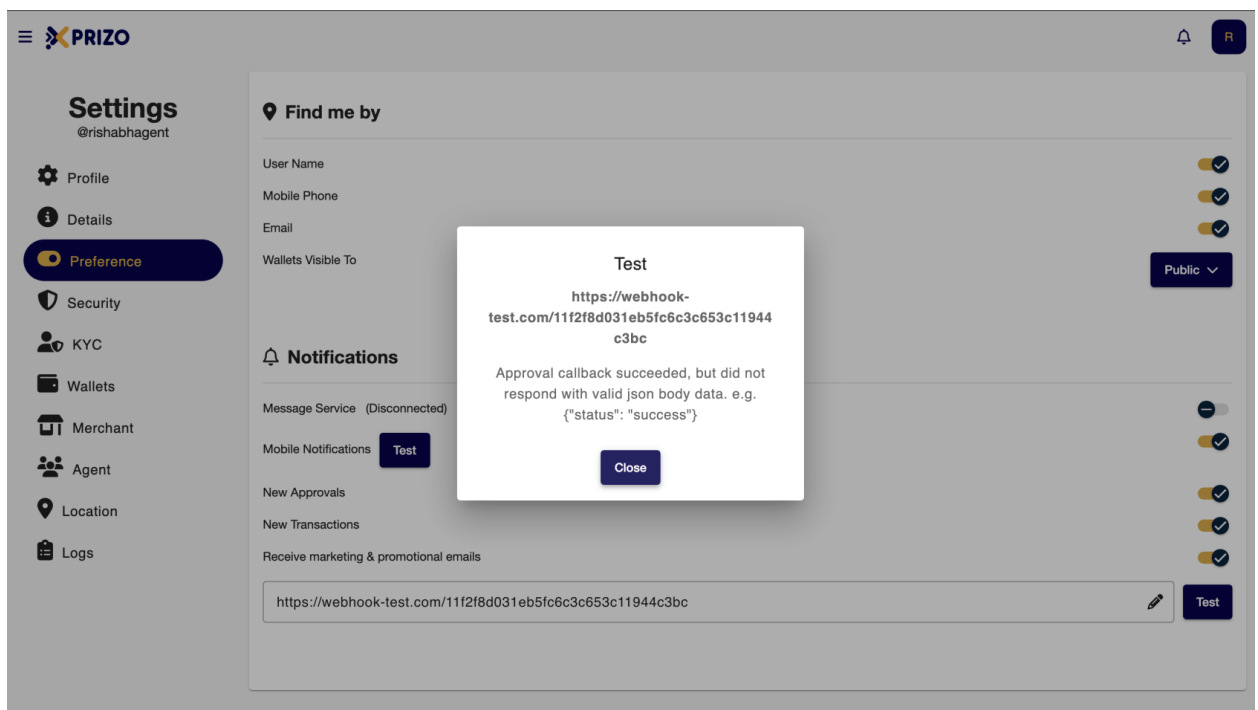 PRIZO
R
Settings
@rishabhagent
Profile
Details
Preference
Security
KYC
Wallets
Merchant
Agent
Location
Logs
Find me by
User Name
Mobile Phone
Email
Wallets Visible To
Public
Notifications
Message Service (Disconnected)
Mobile Notifications Test
New Approvals
New Transactions
Receive marketing & promotional emails
https://webhook-test.com/11f2f8d031eb5fc6c3c653c11944c3bc
Test
Test
https://webhook-
test.com/11f2f8d031eb5fc6c3c653c11944
c3bc
Approval callback succeeded, but did not
respond with valid json body data. e.g.
{"status": "success"}
Close